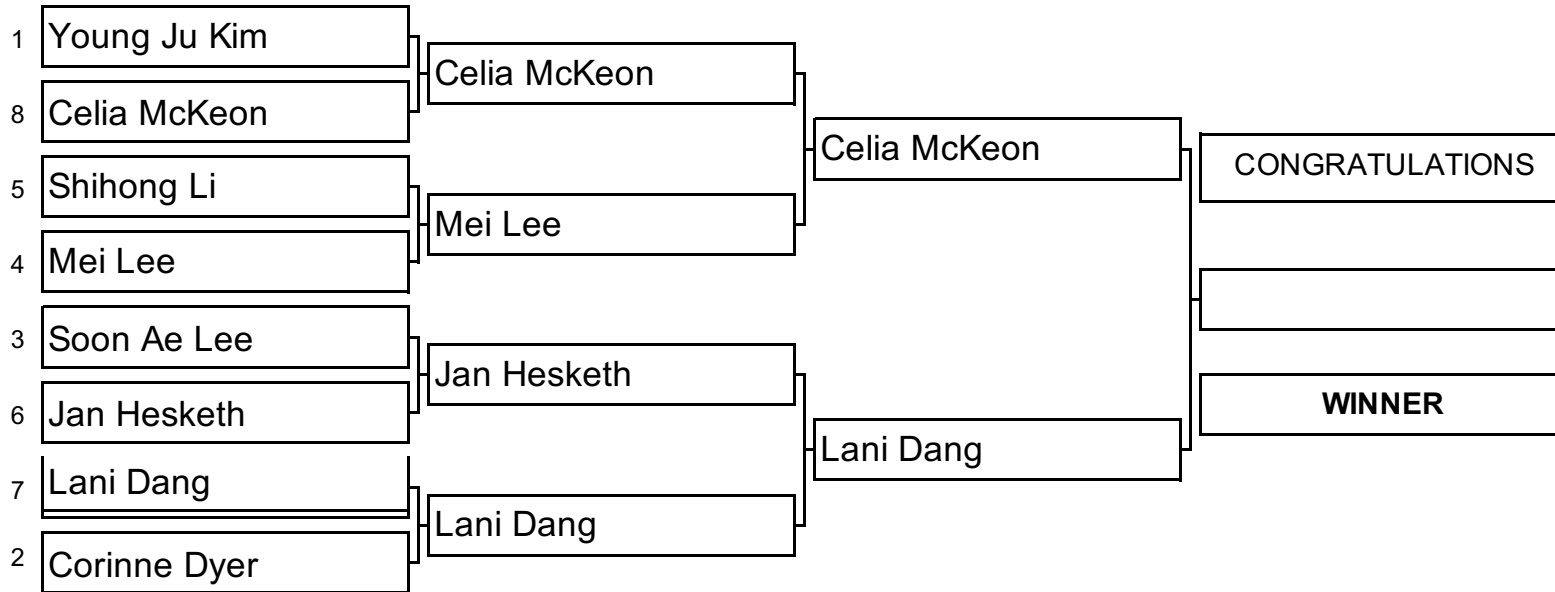 1 Young Ju Kim
8 Celia McKeon
5 Shihong Li
4 Mei Lee
3 Soon Ae Lee
6 Jan Hesketh
7 Lani Dang
2 Corinne Dyer
Celia McKeon
Mei Lee
Jan Hesketh
Lani Dang
Celia McKeon
Lani Dang
CONGRATULATIONS
WINNER